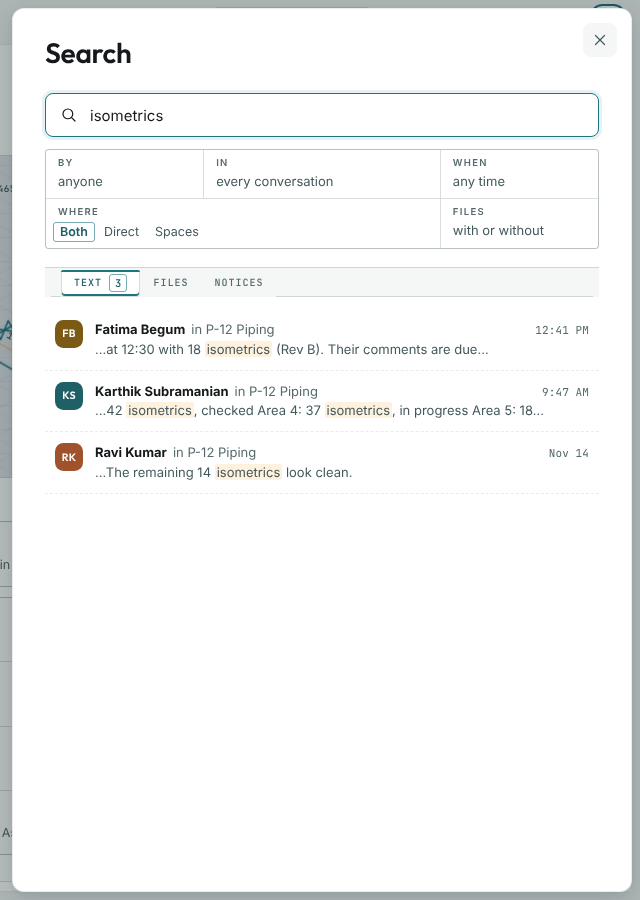 Search
isometrics
BY
anyone
IN
every conversation
WHEN
any time
WHERE
Both Direct Spaces
FILES
with or without
TEXT 3 FILES NOTICES
FB
Fatima Begum in P-12 Piping 12:41 PM
...at 12:30 with 18 isometrics (Rev B). Their comments are due...
KS
Karthik Subramanian in P-12 Piping 9:47 AM
...42 isometrics, checked Area 4: 37 isometrics, in progress Area 5: 18...
RK
Ravi Kumar in P-12 Piping Nov 14
...The remaining 14 isometrics look clean.
in